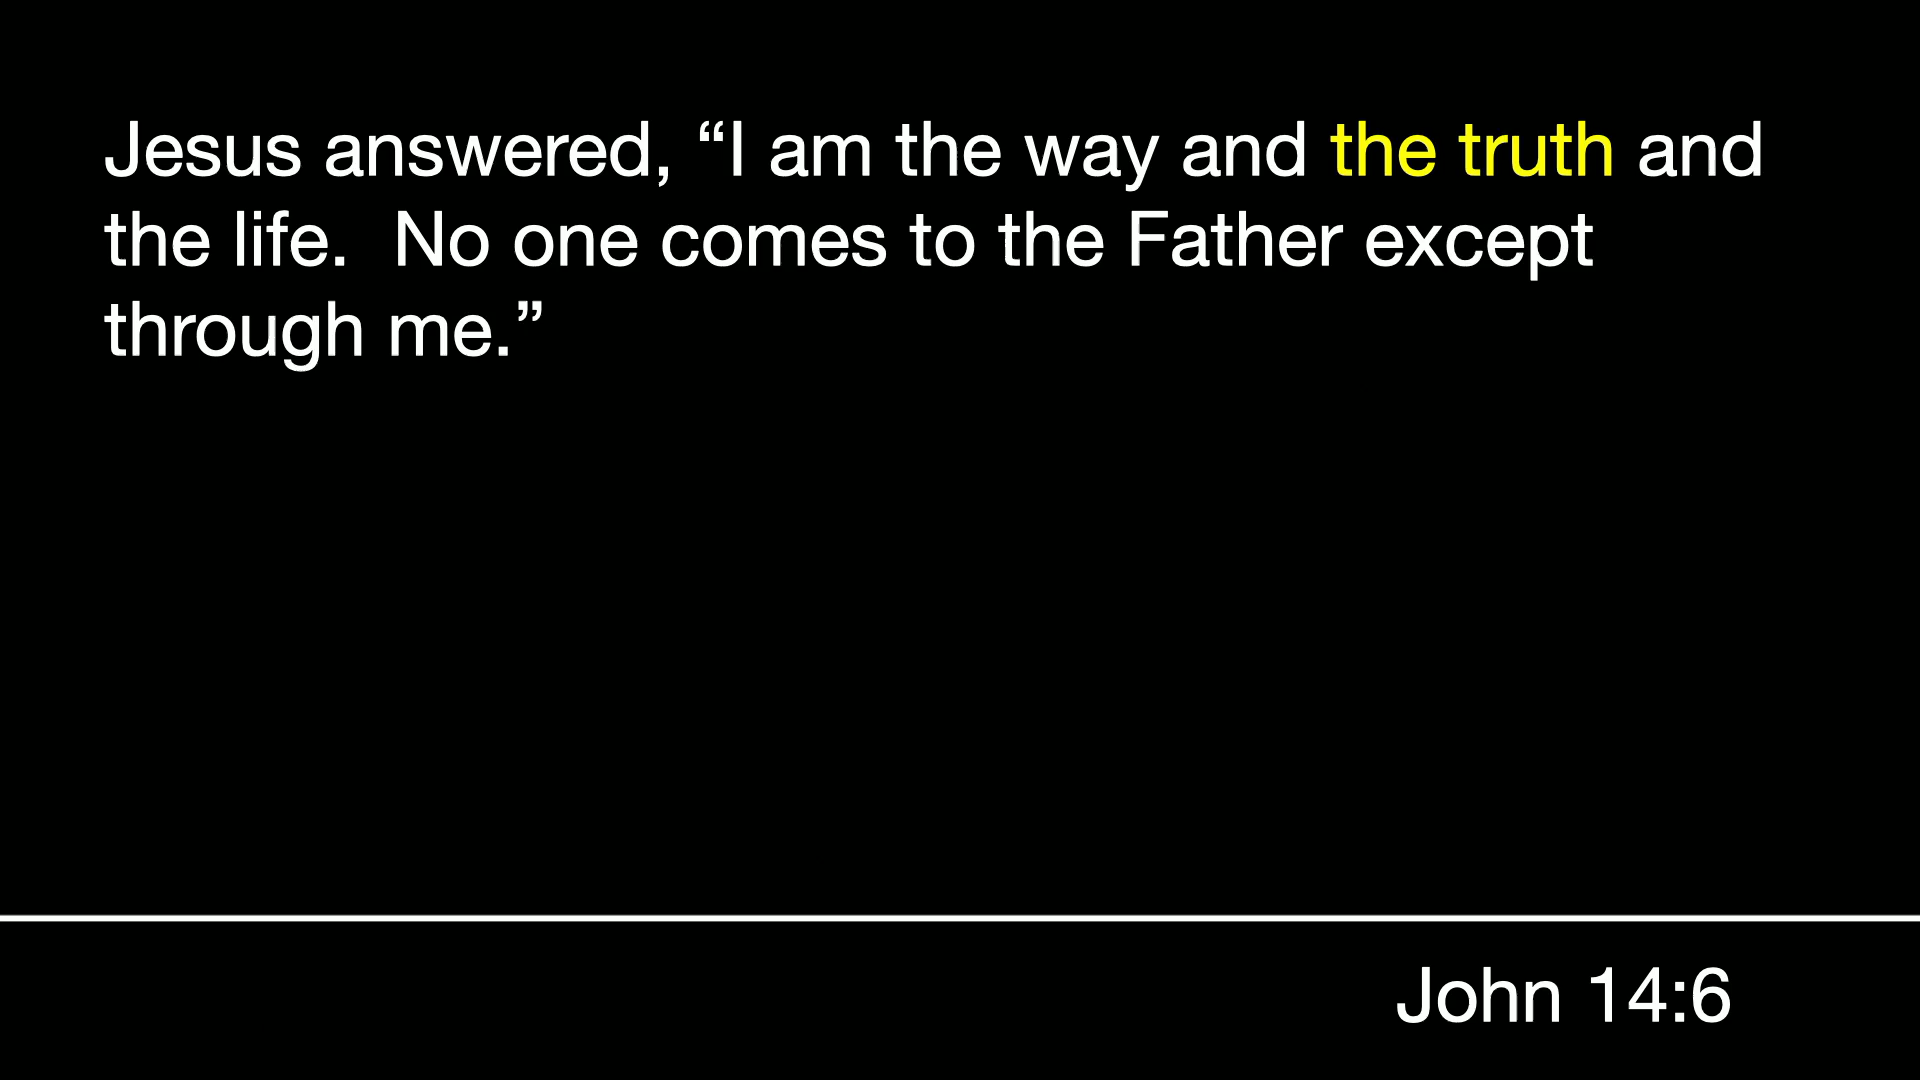 Jesus answered, “I am the way and the truth and
the life.  No one comes to the Father except
through me.”
John 14:6